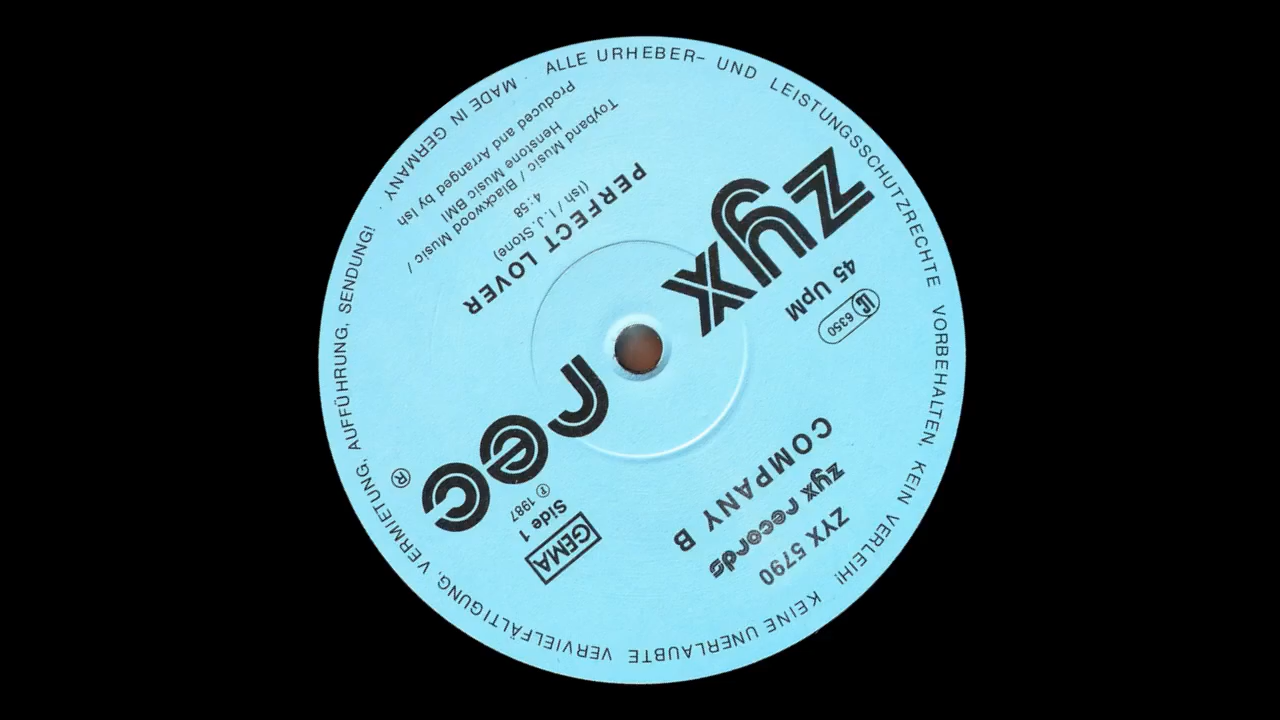 zyx rec
®
45 UpM
LC 6350
GEMA
Side 1
Ⓟ 1987
ZYX 5790
zyx records
COMPANY B
PERFECT LOVER
(Ish / I.J. Stone)
4:58
Toyband Music / Blackwood Music /
Henstone Music BMI
Produced and Arranged by Ish
ALLE URHEBER- UND LEISTUNGSSCHUTZRECHTE VORBEHALTEN, KEIN VERLEIH! KEINE UNERLAUBTE VERVIELFÄLTIGUNG, VERMIETUNG, AUFFÜHRUNG, SENDUNG! · MADE IN GERMANY ·